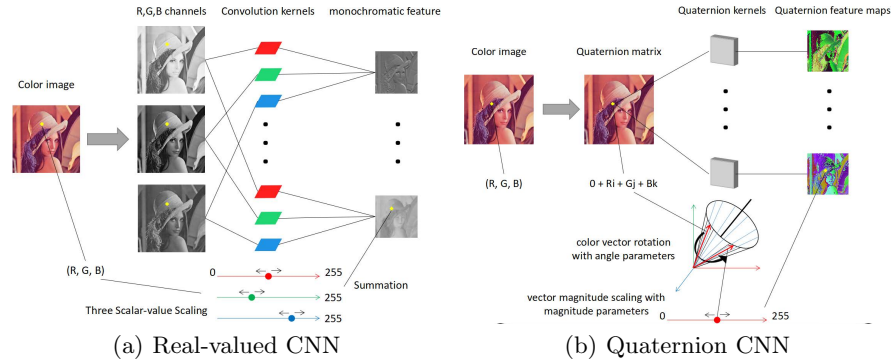 R,G,B channels
Convolution kernels
monochromatic feature
Color image
(R, G, B)
0
255
255
255
Summation
Three Scalar-value Scaling
(a) Real-valued CNN
Quaternion kernels
Quaternion feature maps
Color image
Quaternion matrix
(R, G, B)
0 + Ri + Gj + Bk
color vector rotation
with angle parameters
vector magnitude scaling with
magnitude parameters
0
255
(b) Quaternion CNN